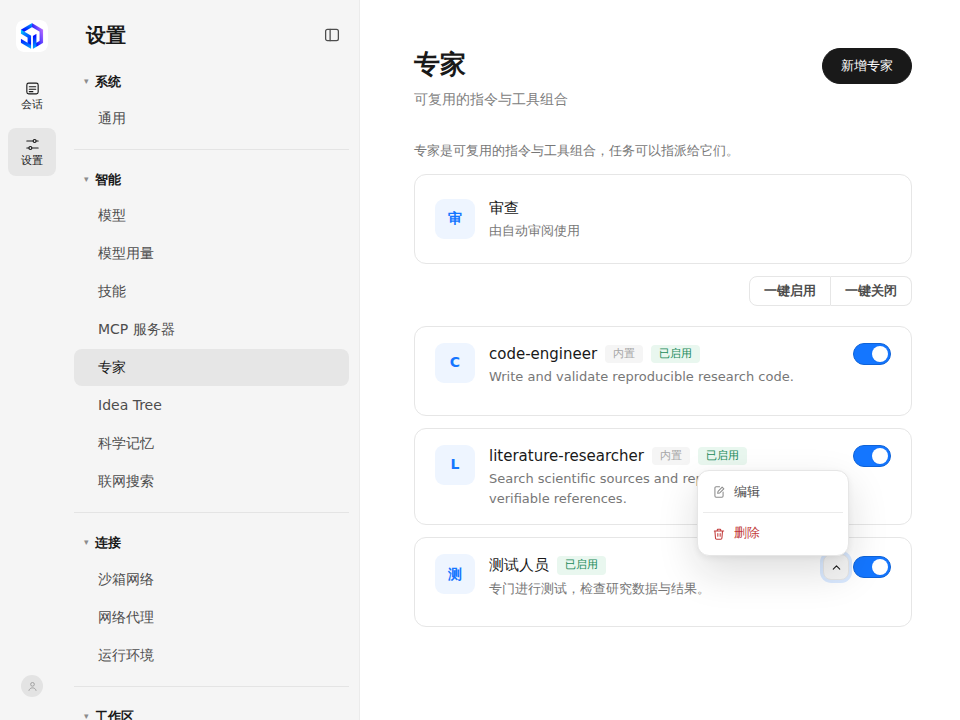 设置
会话
设置
系统
通用
智能
模型
模型用量
技能
MCP 服务器
专家
Idea Tree
科学记忆
联网搜索
连接
沙箱网络
网络代理
运行环境
工作区
专家
新增专家
可复用的指令与工具组合
专家是可复用的指令与工具组合，任务可以指派给它们。
审
审查
由自动审阅使用
一键启用 一键关闭
C
code-engineer 内置 已启用
Write and validate reproducible research code.
L
literature-researcher 内置 已启用
Search scientific sources and
verifiable references.
编辑
删除
测
测试人员 已启用
专门进行测试，检查研究数据与结果。